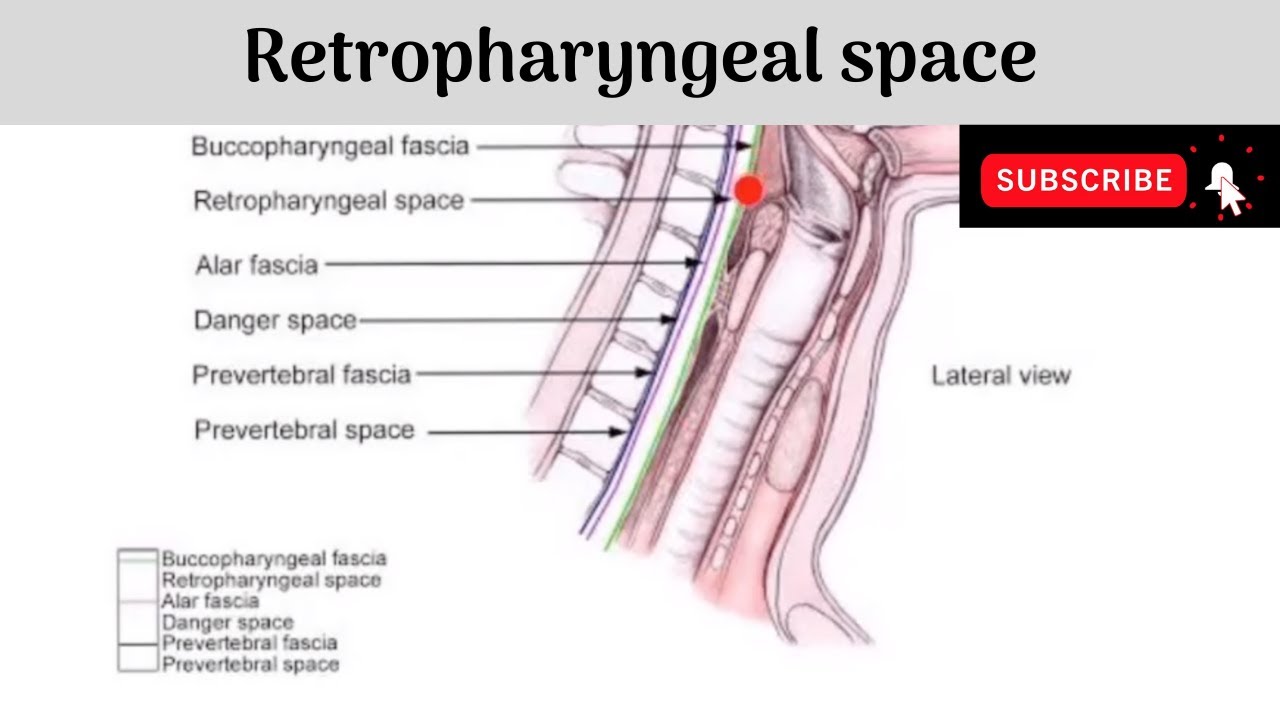 Retropharyngeal space
SUBSCRIBE
Buccopharyngeal fascia
Retropharyngeal space
Alar fascia
Danger space
Prevertebral fascia
Prevertebral space
Lateral view
Buccopharyngeal fascia
Retropharyngeal space
Alar fascia
Danger space
Prevertebral fascia
Prevertebral space